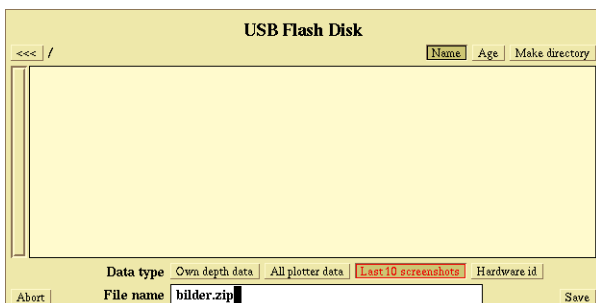 USB Flash Disk
<<< / Name Age Make directory
Data type Own depth data All plotter data Last 10 screenshots Hardware id
Abort File name bilder.zip Save